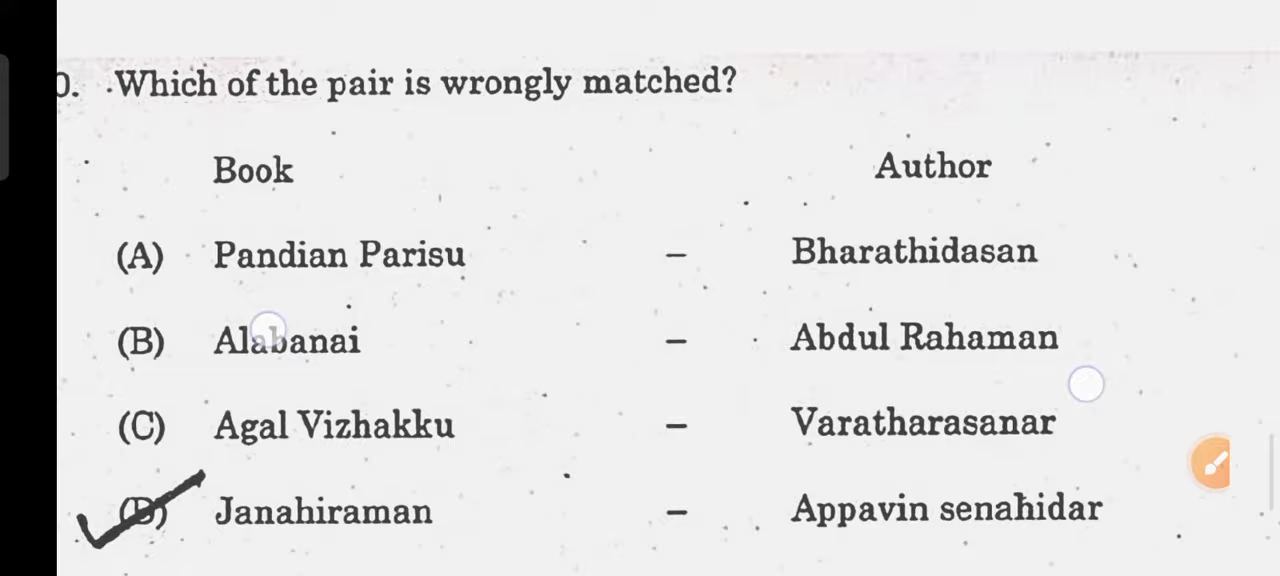 0. Which of the pair is wrongly matched?
Book Author
(A) Pandian Parisu – Bharathidasan
(B) Alabanai – Abdul Rahaman
(C) Agal Vizhakku – Varatharasanar
(D) Janahiraman – Appavin senahidar